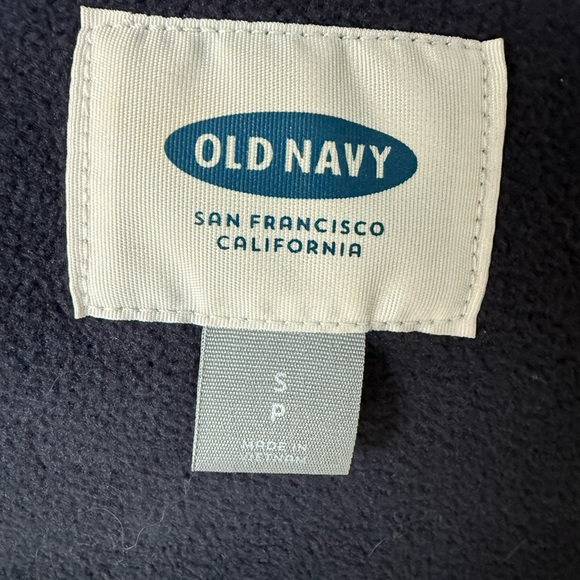 OLD NAVY
SAN FRANCISCO
CALIFORNIA
S
P
MADE IN
VIETNAM